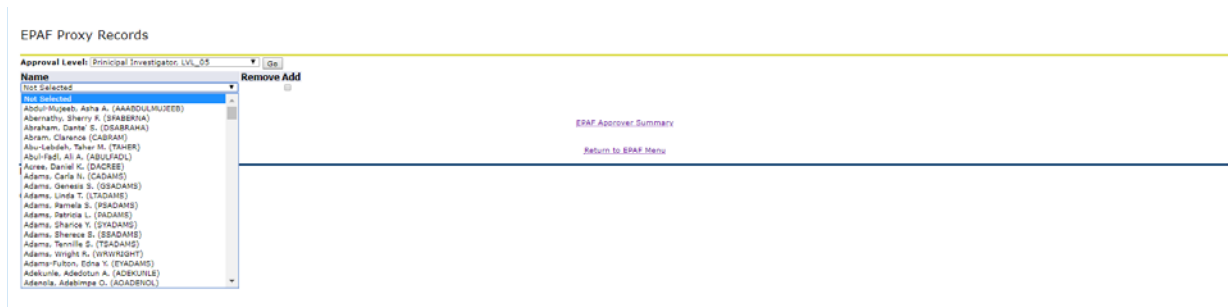 EPAF Proxy Records
Approval Level: Prinicipal Investigator, LVL_05 Go
Name Remove Add
Not Selected
Not Selected
Abdul-Mujeeb, Asha A. (AAABDULMUJEEB)
Abernathy, Sherry F. (SFABERNA)
Abraham, Dante' S. (DSABRAHA)
Abram, Clarence (CABRAM)
Abu-Lebdeh, Taher M. (TAHER)
Abul-Fadl, Ali A. (ABULFADL)
Acree, Daniel K. (DACREE)
Adams, Carla N. (CADAMS)
Adams, Genesis S. (GSADAMS)
Adams, Linda T. (LTADAMS)
Adams, Pamela S. (PSADAMS)
Adams, Patricia L. (PADAMS)
Adams, Sharice Y. (SYADAMS)
Adams, Sherece S. (SSADAMS)
Adams, Tennille S. (TSADAMS)
Adams, Wright R. (WRWRIGHT)
Adams-Fulton, Edna Y. (EYADAMS)
Adekunle, Adedotun A. (ADEKUNLE)
Adenola, Adebimpe O. (AOADENOL)
EPAF Approver Summary
Return to EPAF Menu